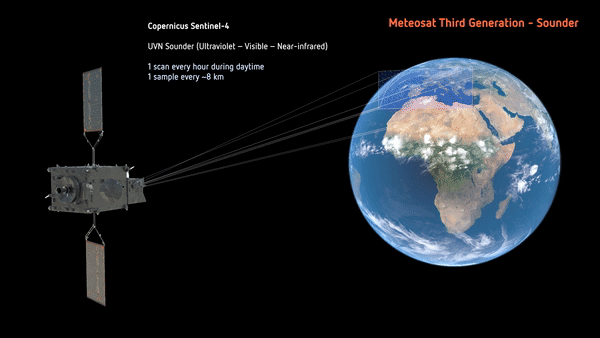 Meteosat Third Generation - Sounder
Copernicus Sentinel-4
UVN Sounder (Ultraviolet – Visible – Near-infrared)
1 scan every hour during daytime
1 sample every ~8 km